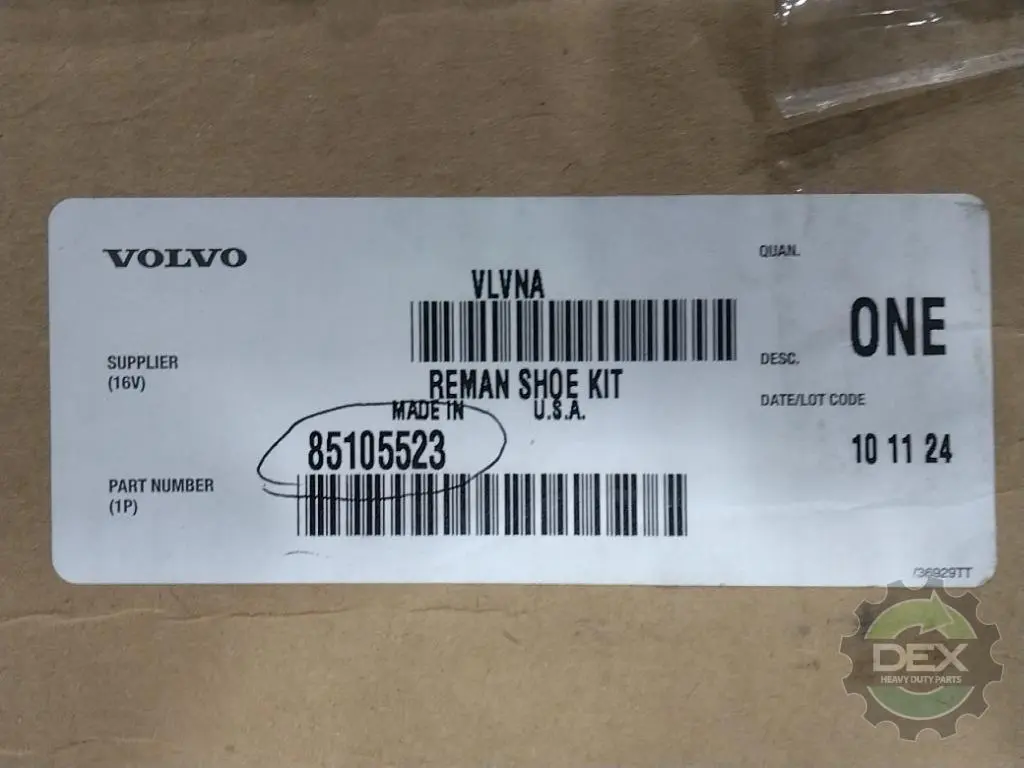 VOLVO
QUAN.
VLVNA
ONE
SUPPLIER
(16V)
DESC.
REMAN SHOE KIT
MADE IN U.S.A.
DATE/LOT CODE
85105523
10 11 24
PART NUMBER
(1P)
/36929TT
DEX
HEAVY DUTY PARTS